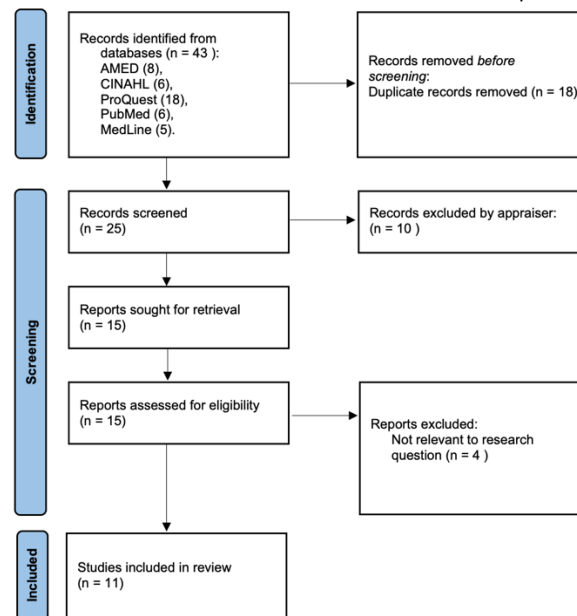 Identification
Records identified from
databases (n = 43 ) :
AMED (8),
CINAHL (6),
ProQuest (18),
PubMed (6),
MedLine (5).
Records removed before
screening:
Duplicate records removed (n = 18)
Screening
Records screened
(n = 25)
Records excluded by appraiser:
(n = 10 )
Reports sought for retrieval
(n = 15)
Reports assessed for eligibility
(n = 15)
Reports excluded:
Not relevant to research
question (n = 4 )
Included
Studies included in review
(n = 11)